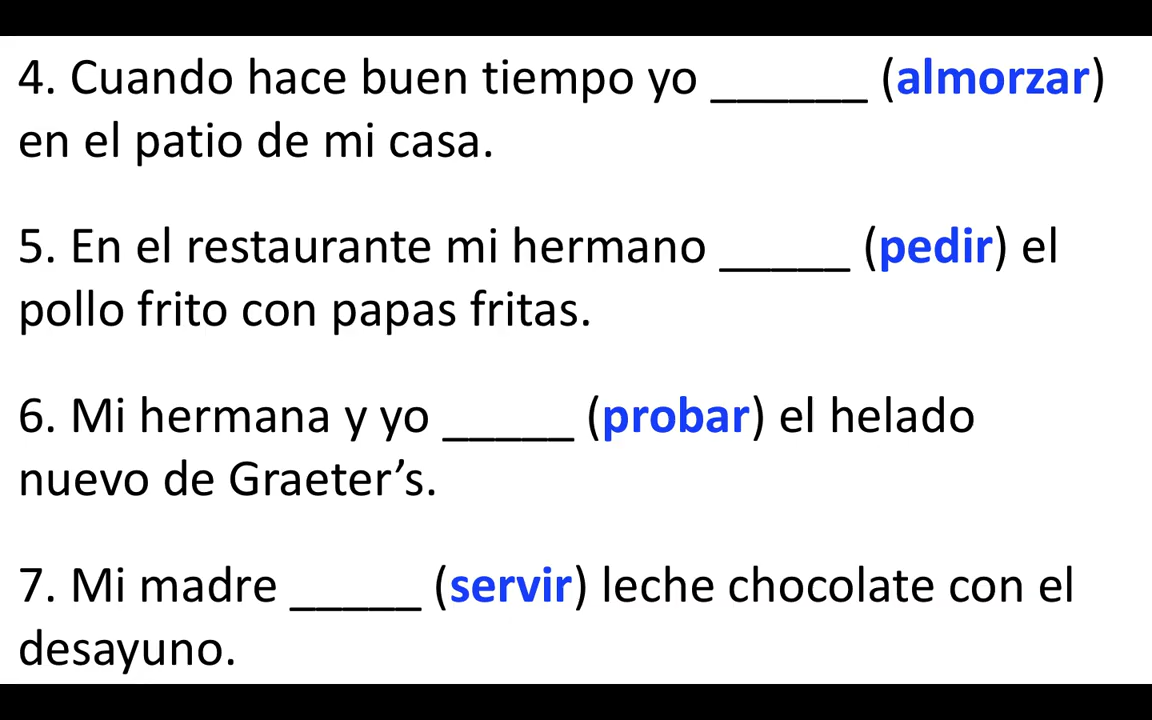 4. Cuando hace buen tiempo yo ______ (almorzar)
en el patio de mi casa.
5. En el restaurante mi hermano _____ (pedir) el
pollo frito con papas fritas.
6. Mi hermana y yo _____ (probar) el helado
nuevo de Graeter’s.
7. Mi madre _____ (servir) leche chocolate con el
desayuno.